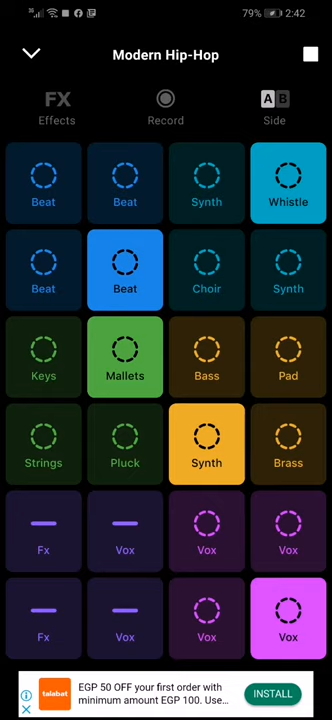 79% 2:42
Modern Hip-Hop
FX
A B
Effects
Record
Side
Beat
Beat
Synth
Whistle
Beat
Beat
Choir
Synth
Keys
Mallets
Bass
Pad
Strings
Pluck
Synth
Brass
Fx
Vox
Vox
Vox
Fx
Vox
Vox
Vox
talabat
EGP 50 OFF your first order with
minimum amount EGP 100. Use...
INSTALL